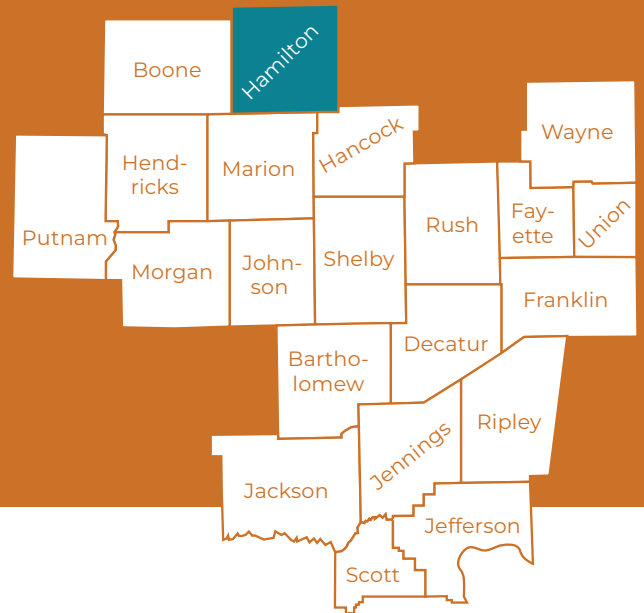 Boone
Hamilton
Wayne
Hend-
ricks
Marion
Hancock
Putnam
Morgan
John-
son
Shelby
Rush
Fay-
ette
Union
Franklin
Bartho-
lomew
Decatur
Jennings
Ripley
Jackson
Jefferson
Scott